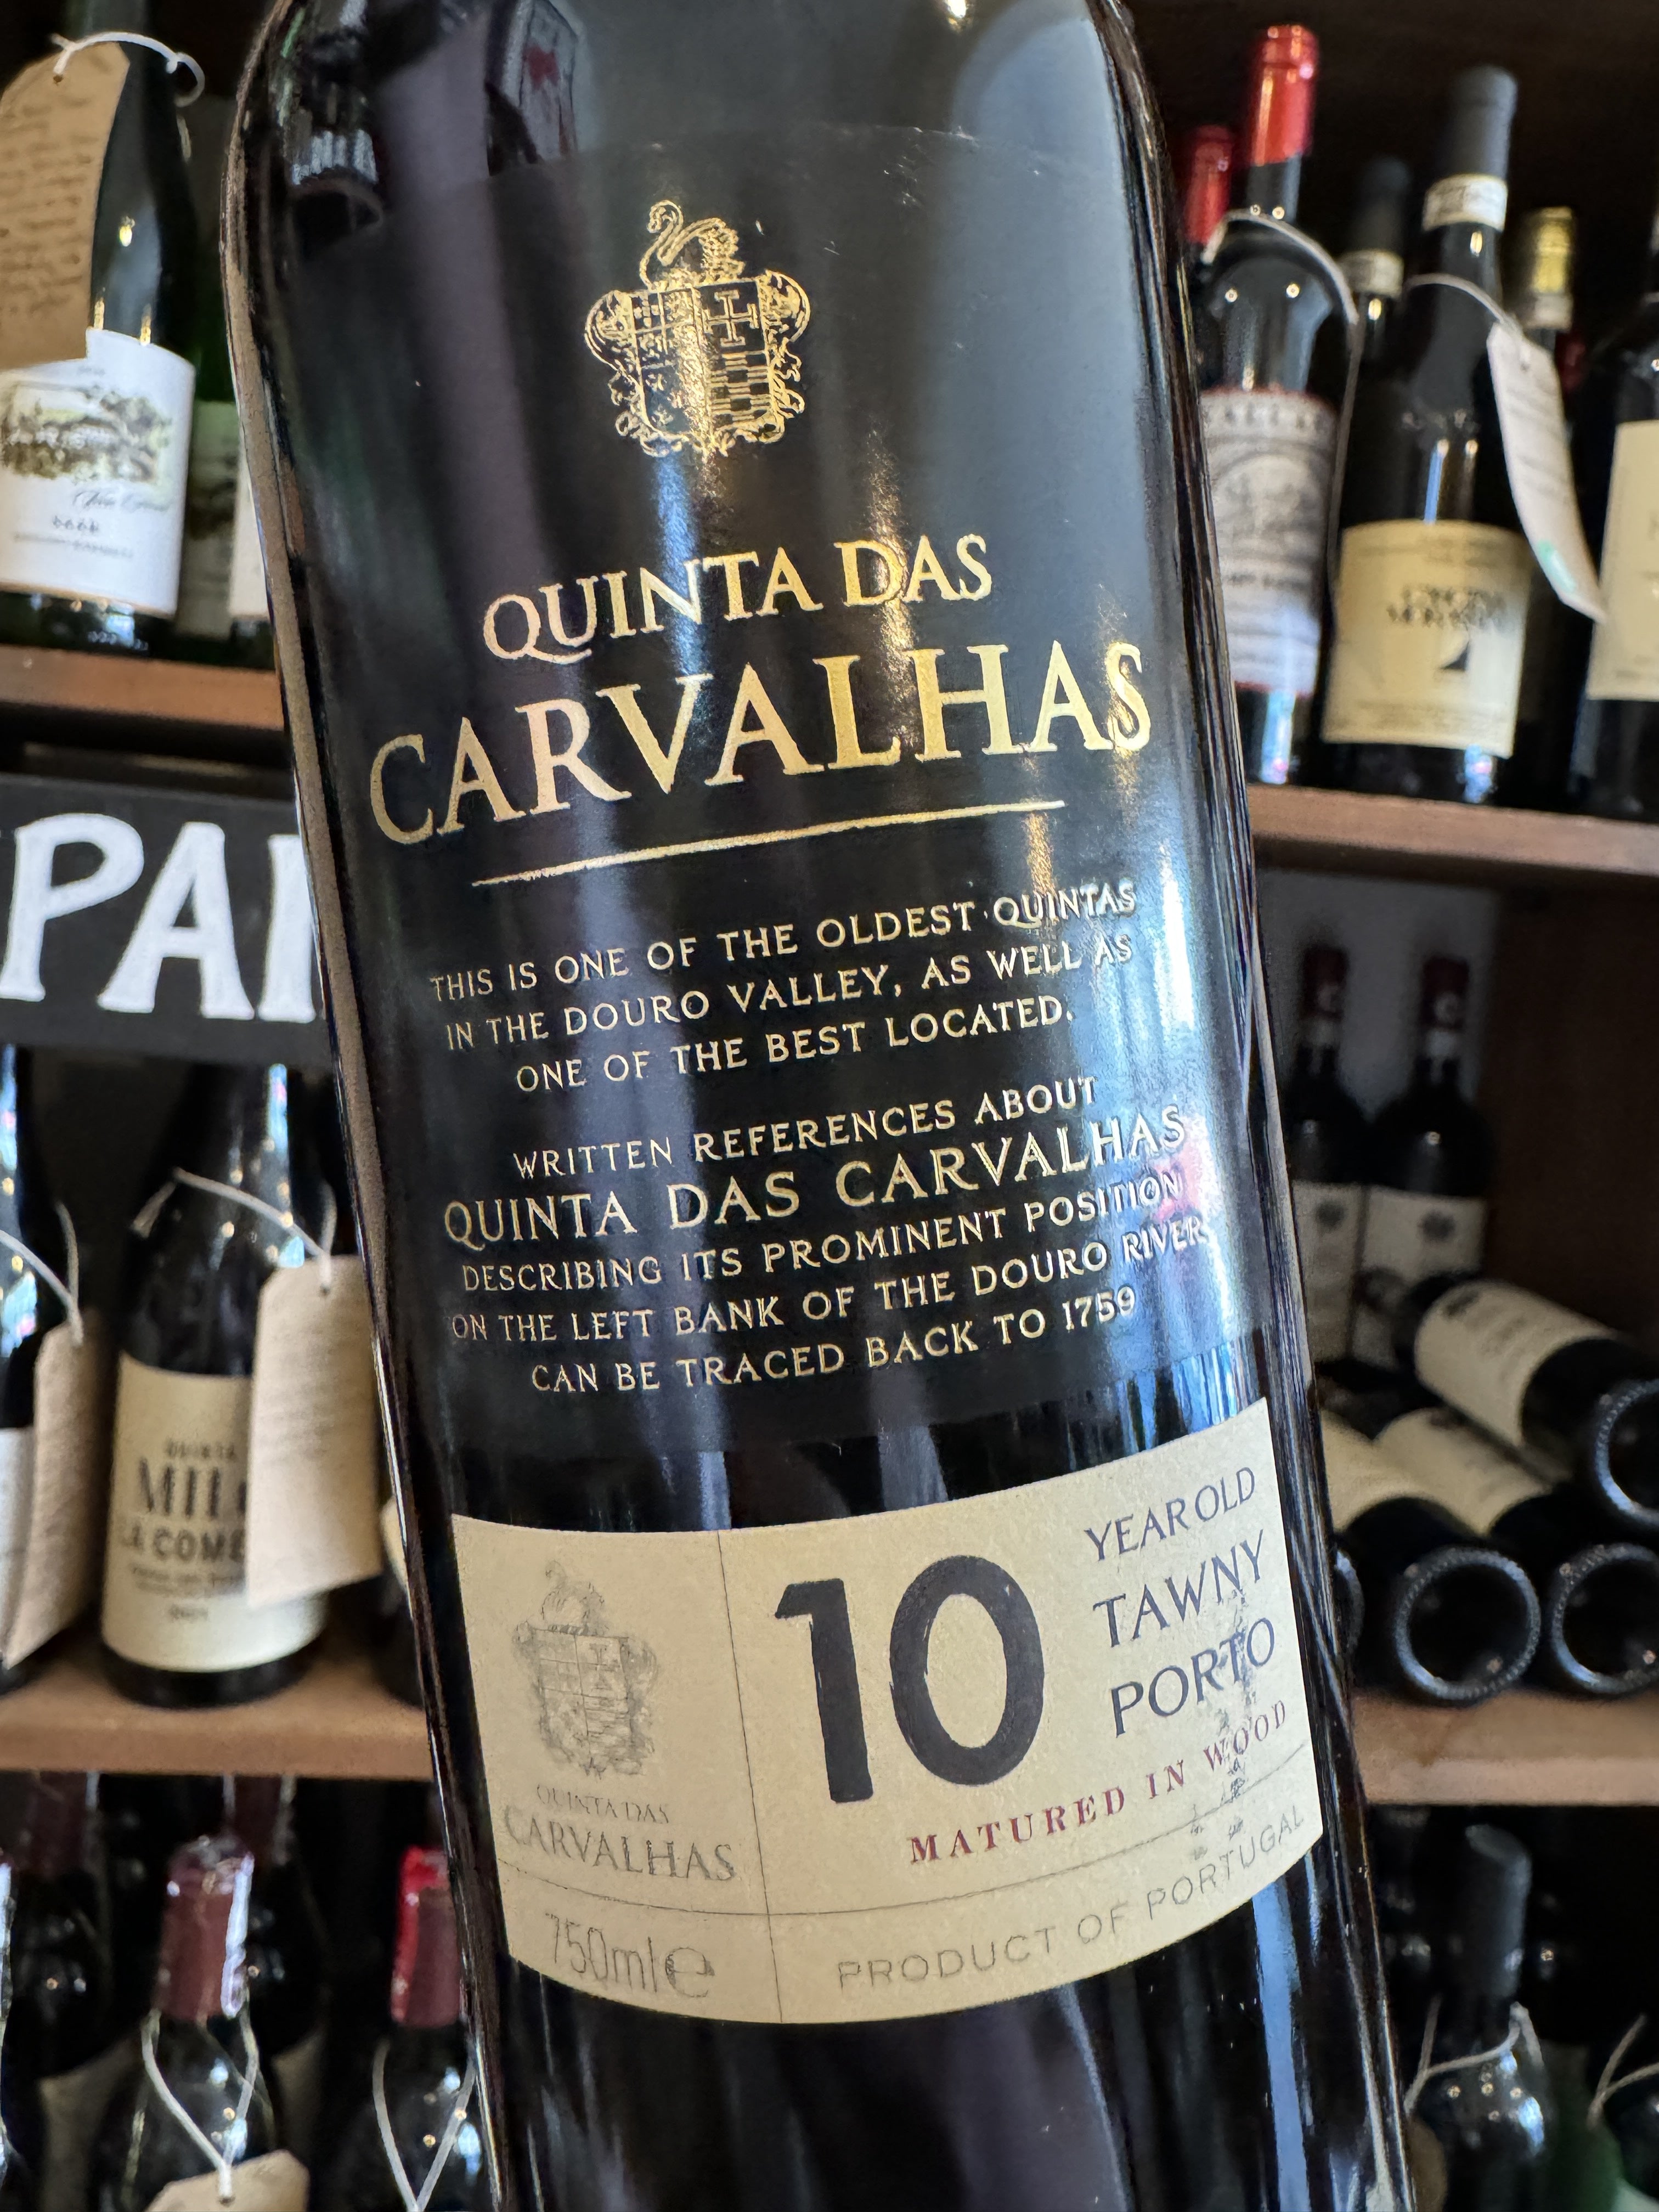 QUINTA DAS
CARVALHAS
THIS IS ONE OF THE OLDEST QUINTAS
IN THE DOURO VALLEY, AS WELL AS
ONE OF THE BEST LOCATED.
WRITTEN REFERENCES ABOUT
QUINTA DAS CARVALHAS
DESCRIBING ITS PROMINENT POSITION
ON THE LEFT BANK OF THE DOURO RIVER
CAN BE TRACED BACK TO 1759
10
YEAR OLD
TAWNY
PORTO
MATURED IN WOOD
QUINTA DAS
CARVALHAS
750ml e
PRODUCT OF PORTUGAL
QUINTA